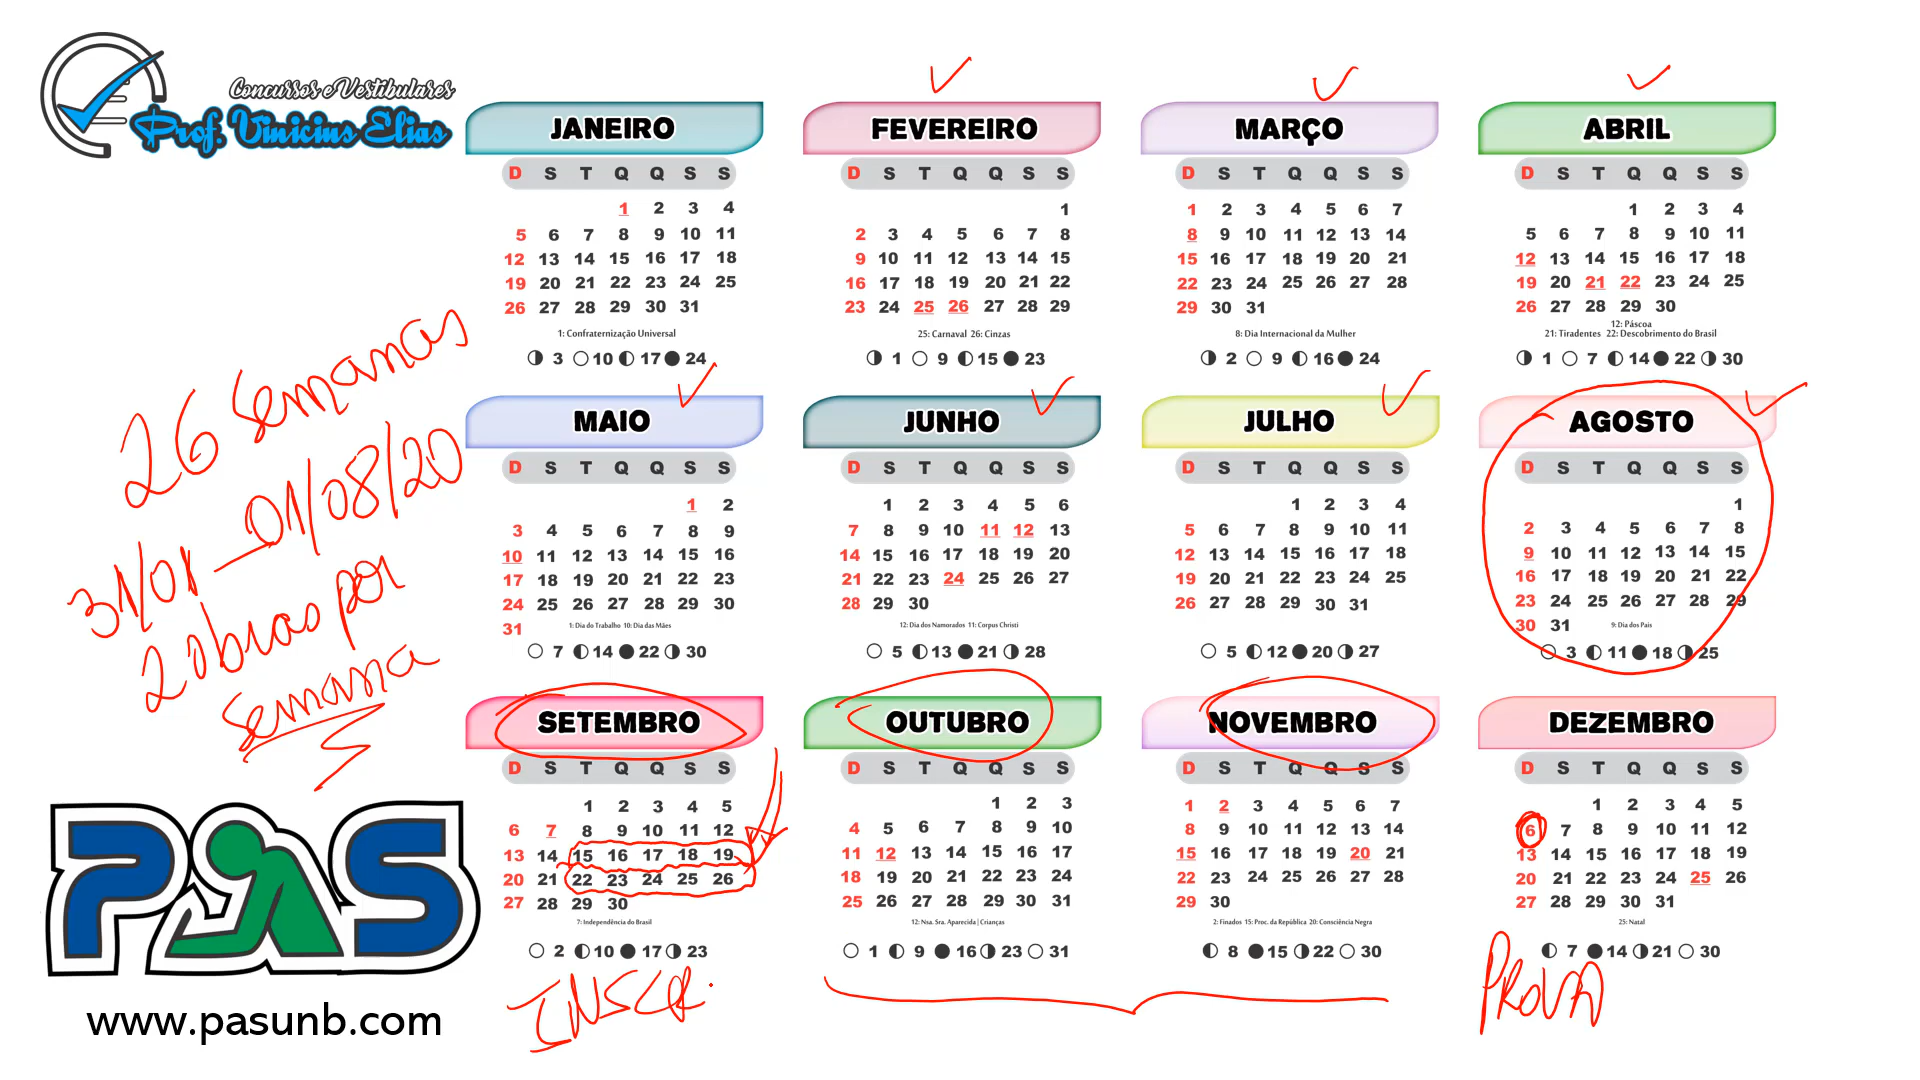 Concursos e Vestibulares
Prof. Vinicius Elias
JANEIRO
D S T Q Q S S
1 2 3 4
5 6 7 8 9 10 11
12 13 14 15 16 17 18
19 20 21 22 23 24 25
26 27 28 29 30 31
1: Confraternização Universal
3 10 17 24
FEVEREIRO
D S T Q Q S S
1
2 3 4 5 6 7 8
9 10 11 12 13 14 15
16 17 18 19 20 21 22
23 24 25 26 27 28 29
25: Carnaval 26: Cinzas
1 9 15 23
MARÇO
D S T Q Q S S
1 2 3 4 5 6 7
8 9 10 11 12 13 14
15 16 17 18 19 20 21
22 23 24 25 26 27 28
29 30 31
8: Dia Internacional da Mulher
2 9 16 24
ABRIL
D S T Q Q S S
1 2 3 4
5 6 7 8 9 10 11
12 13 14 15 16 17 18
19 20 21 22 23 24 25
26 27 28 29 30
12: Páscoa
21: Tiradentes 22: Descobrimento do Brasil
1 7 14 22 30
26 semanas
31/01 _ 01/08/20
2 obras por
semana
MAIO
D S T Q Q S S
1 2
3 4 5 6 7 8 9
10 11 12 13 14 15 16
17 18 19 20 21 22 23
24 25 26 27 28 29 30
31
1: Dia do Trabalho 10: Dia das Mães
7 14 22 30
JUNHO
D S T Q Q S S
1 2 3 4 5 6
7 8 9 10 11 12 13
14 15 16 17 18 19 20
21 22 23 24 25 26 27
28 29 30
12: Dia dos Namorados 11: Corpus Christi
5 13 21 28
JULHO
D S T Q Q S S
1 2 3 4
5 6 7 8 9 10 11
12 13 14 15 16 17 18
19 20 21 22 23 24 25
26 27 28 29 30 31
5 12 20 27
AGOSTO
D S T Q Q S S
1
2 3 4 5 6 7 8
9 10 11 12 13 14 15
16 17 18 19 20 21 22
23 24 25 26 27 28 29
30 31
9: Dia dos Pais
3 11 18 25
PAS
www.pasunb.com
SETEMBRO
D S T Q Q S S
1 2 3 4 5
6 7 8 9 10 11 12
13 14 15 16 17 18 19
20 21 22 23 24 25 26
27 28 29 30
7: Independência do Brasil
2 10 17 23
INSCR.
OUTUBRO
D S T Q Q S S
1 2 3
4 5 6 7 8 9 10
11 12 13 14 15 16 17
18 19 20 21 22 23 24
25 26 27 28 29 30 31
12: Nsa. Sra. Aparecida | Crianças
1 9 16 23 31
NOVEMBRO
D S T Q Q S S
1 2 3 4 5 6 7
8 9 10 11 12 13 14
15 16 17 18 19 20 21
22 23 24 25 26 27 28
29 30
2: Finados 15: Proc. da República 20: Consciência Negra
8 15 22 30
DEZEMBRO
D S T Q Q S S
1 2 3 4 5
6 7 8 9 10 11 12
13 14 15 16 17 18 19
20 21 22 23 24 25 26
27 28 29 30 31
25: Natal
7 14 21 30
PROVA